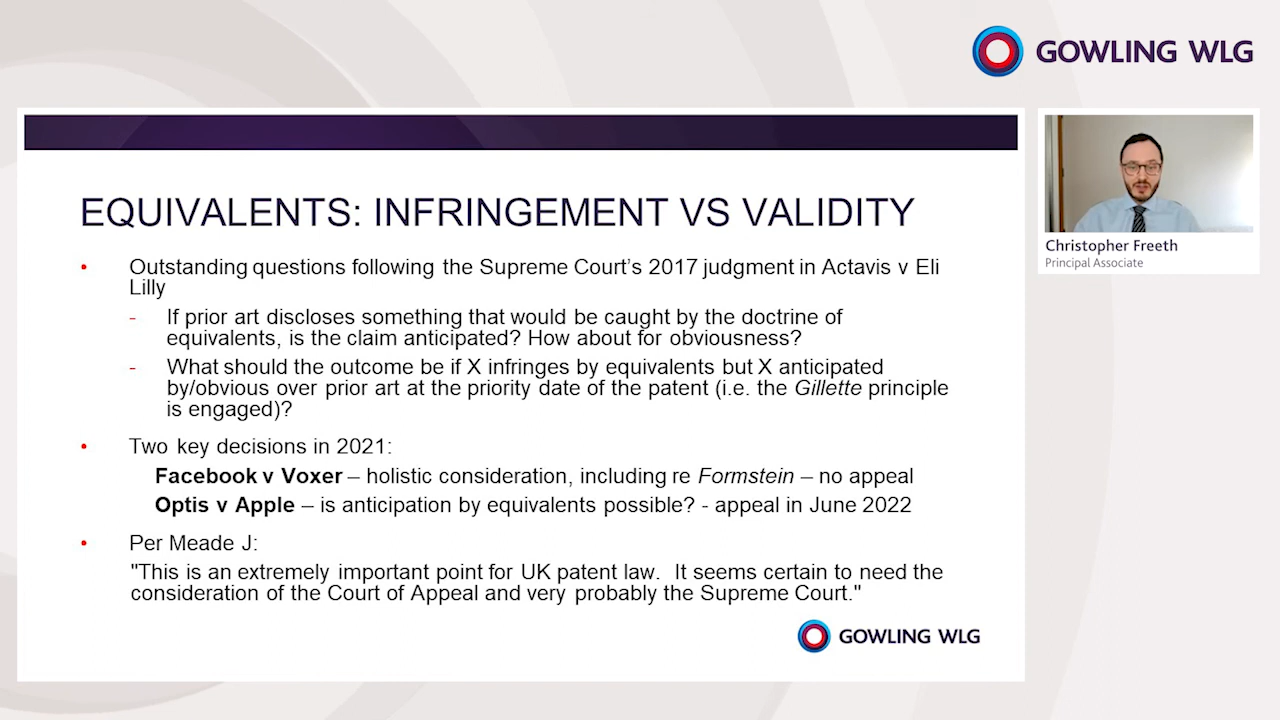 GOWLING WLG
EQUIVALENTS: INFRINGEMENT VS VALIDITY
• Outstanding questions following the Supreme Court's 2017 judgment in Actavis v Eli
Lilly
- If prior art discloses something that would be caught by the doctrine of
equivalents, is the claim anticipated? How about for obviousness?
- What should the outcome be if X infringes by equivalents but X anticipated
by/obvious over prior art at the priority date of the patent (i.e. the Gillette principle
is engaged)?
• Two key decisions in 2021:
Facebook v Voxer – holistic consideration, including re Formstein – no appeal
Optis v Apple – is anticipation by equivalents possible? - appeal in June 2022
• Per Meade J:
"This is an extremely important point for UK patent law. It seems certain to need the
consideration of the Court of Appeal and very probably the Supreme Court."
GOWLING WLG
Christopher Freeth
Principal Associate